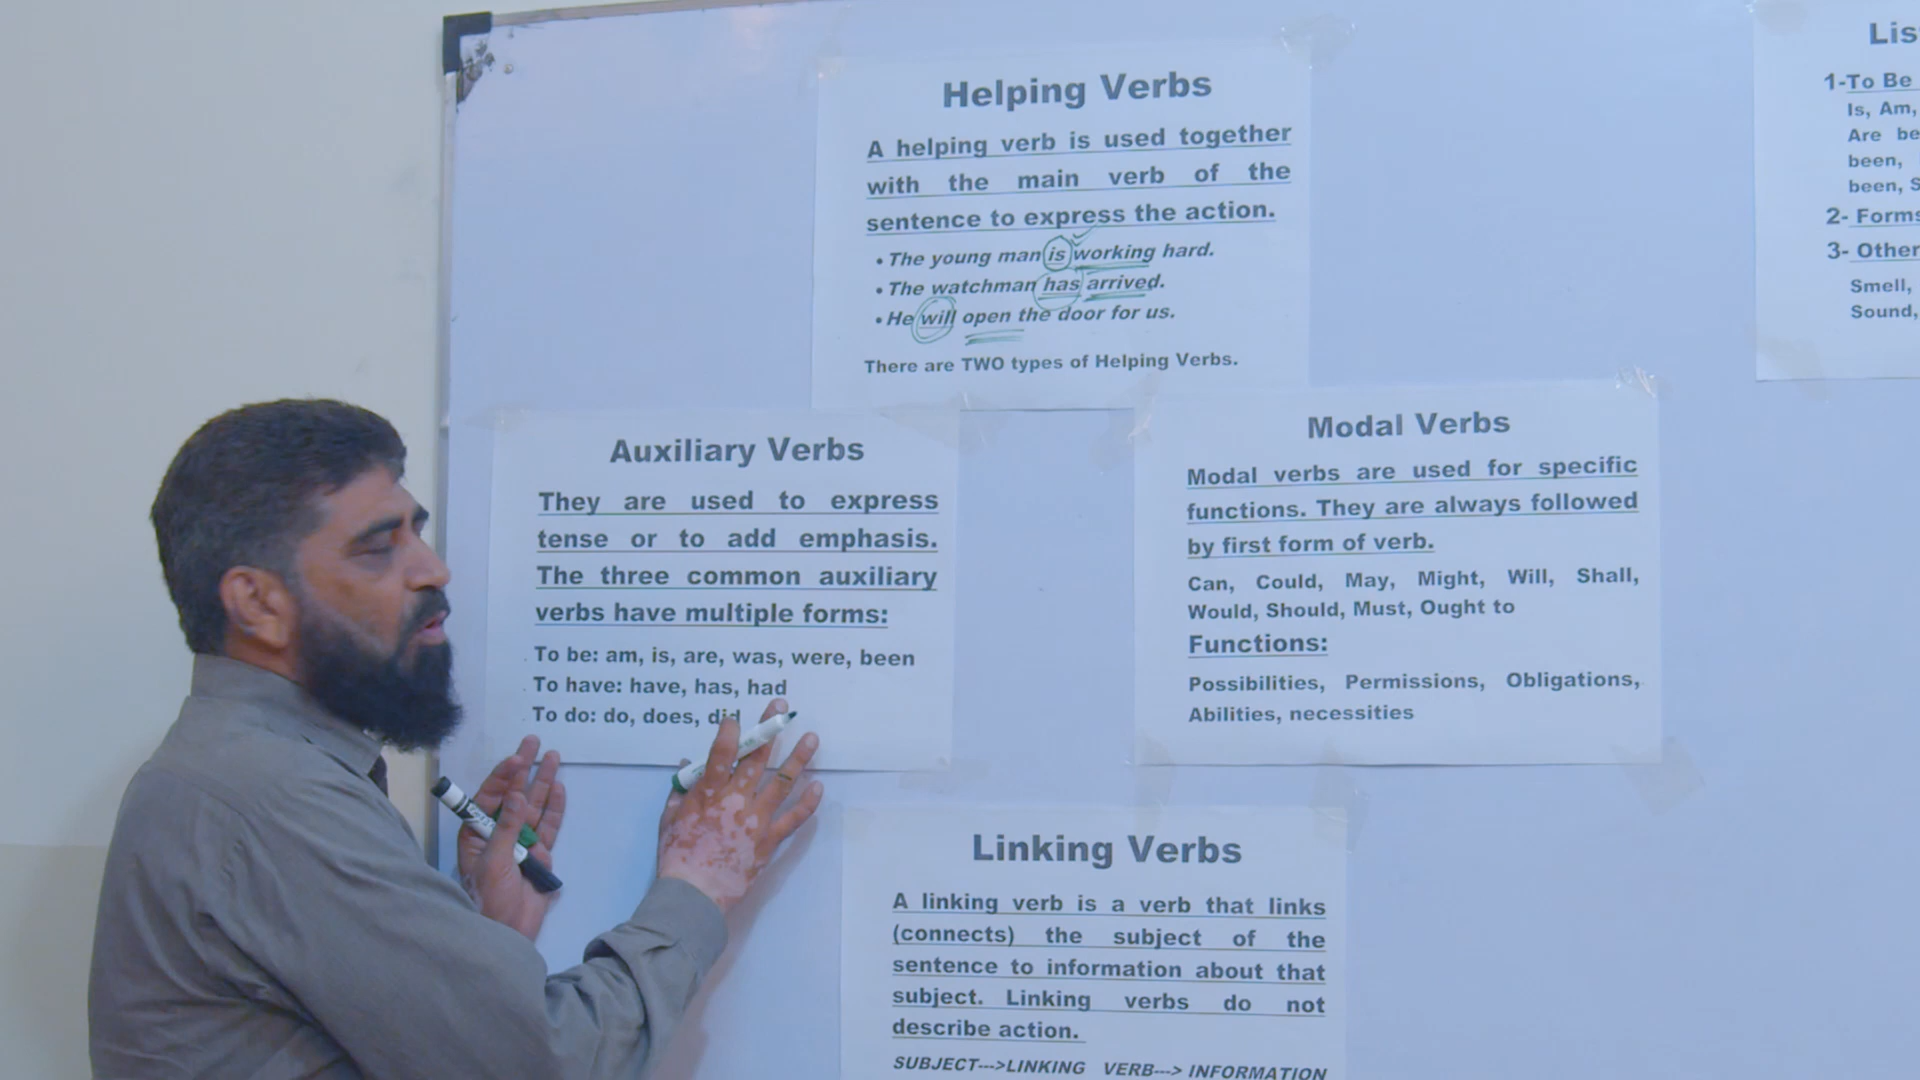 Helping Verbs
A helping verb is used together
with the main verb of the
sentence to express the action.
• The young man is working hard.
• The watchman has arrived.
• He will open the door for us.
There are TWO types of Helping Verbs.
Auxiliary Verbs
They are used to express
tense or to add emphasis.
The three common auxiliary
verbs have multiple forms:
To be: am, is, are, was, were, been
To have: have, has, had
To do: do, does, did
Modal Verbs
Modal verbs are used for specific
functions. They are always followed
by first form of verb.
Can, Could, May, Might, Will, Shall,
Would, Should, Must, Ought to
Functions:
Possibilities, Permissions, Obligations,
Abilities, necessities
Linking Verbs
A linking verb is a verb that links
(connects) the subject of the
sentence to information about that
subject. Linking verbs do not
describe action.
SUBJECT--->LINKING VERB---> INFORMATION
Lis
1-To Be
Is, Am,
Are be
been,
been, S
2- Forms
3- Other
Smell,
Sound,